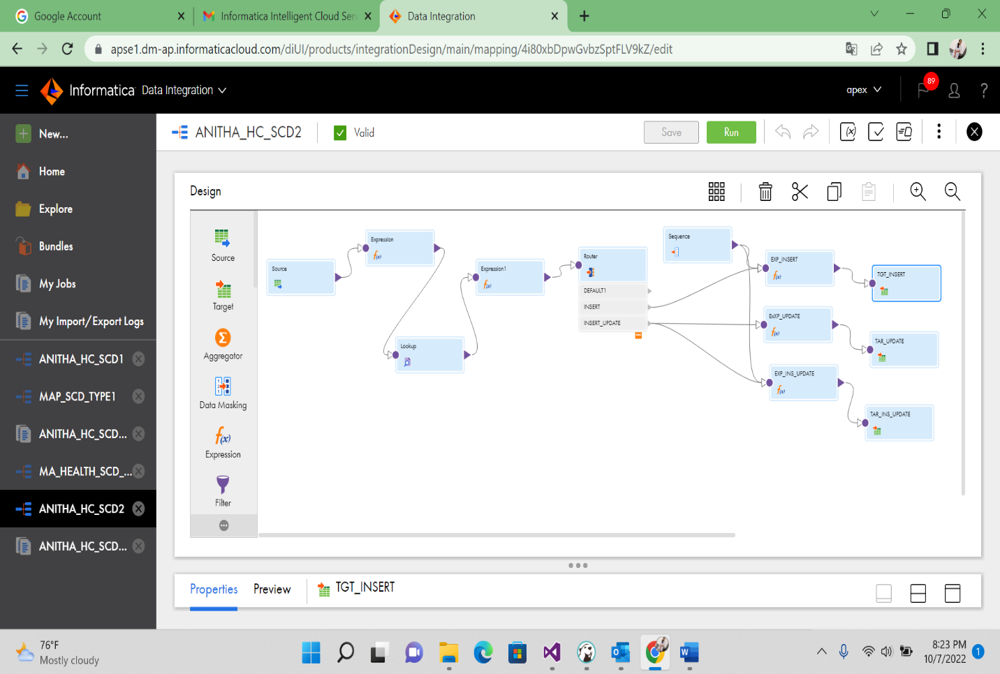 Google Account
Informatica Intelligent Cloud Serv
Data Integration
apse1.dm-ap.informaticacloud.com/diUI/products/integrationDesign/main/mapping/4i80xbDpwGvbzSptFLV9kZ/edit
Informatica Data Integration
apex
89
?
New...
Home
Explore
Bundles
My Jobs
My Import/Export Logs
ANITHA_HC_SCD1
MAP_SCD_TYPE1
ANITHA_HC_SCD...
MA_HEALTH_SCD_...
ANITHA_HC_SCD2
ANITHA_HC_SCD...
ANITHA_HC_SCD2
Valid
Save
Run
Design
Source
Target
Aggregator
Data Masking
Expression
Filter
Source
Expression
Lookup
Expression1
Router
DEFAULT1
INSERT
INSERT_UPDATE
Sequence
EXP_INSERT
ExXP_UPDATE
EXP_INS_UPDATE
TGT_INSERT
TAR_UPDATE
TAR_INS_UPDATE
Properties
Preview
TGT_INSERT
76°F
Mostly cloudy
8:23 PM
10/7/2022
1